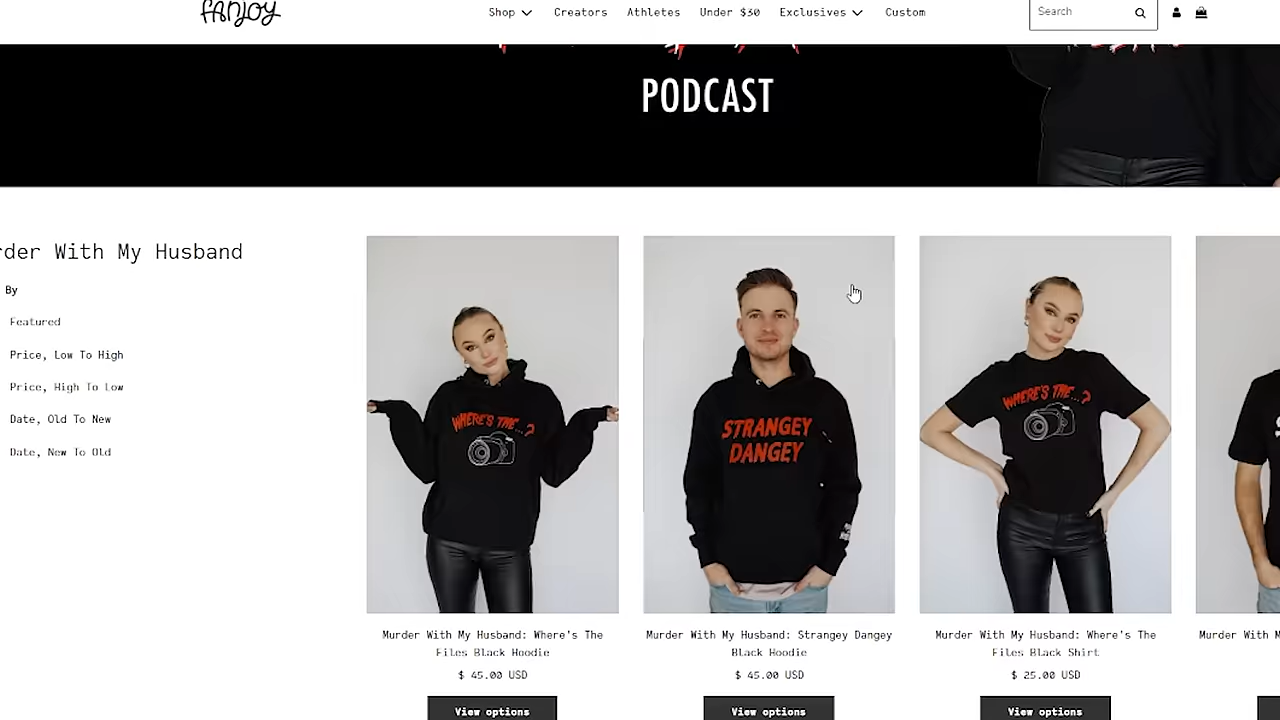 FANJOY
Shop
Creators
Athletes
Under $30
Exclusives
Custom
Search
PODCAST
rder With My Husband
By
Featured
Price, Low To High
Price, High To Low
Date, Old To New
Date, New To Old
WHERE'S THE...?
STRANGEY
DANGEY
WHERE'S THE...?
Murder With My Husband: Where's The
Files Black Hoodie
$ 45.00 USD
View options
Murder With My Husband: Strangey Dangey
Black Hoodie
$ 45.00 USD
View options
Murder With My Husband: Where's The
Files Black Shirt
$ 25.00 USD
View options
Murder With M